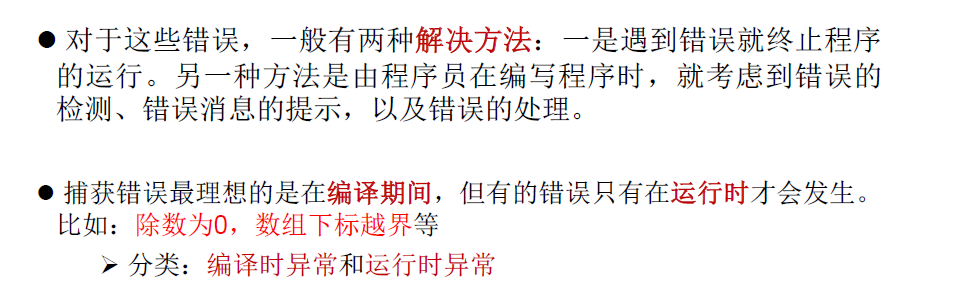 ● 对于这些错误，一般有两种解决方法：一是遇到错误就终止程序
的运行。另一种方法是由程序员在编写程序时，就考虑到错误的
检测、错误消息的提示，以及错误的处理。
● 捕获错误最理想的是在编译期间，但有的错误只有在运行时才会发生。
比如：除数为0，数组下标越界等
➢ 分类：编译时异常和运行时异常